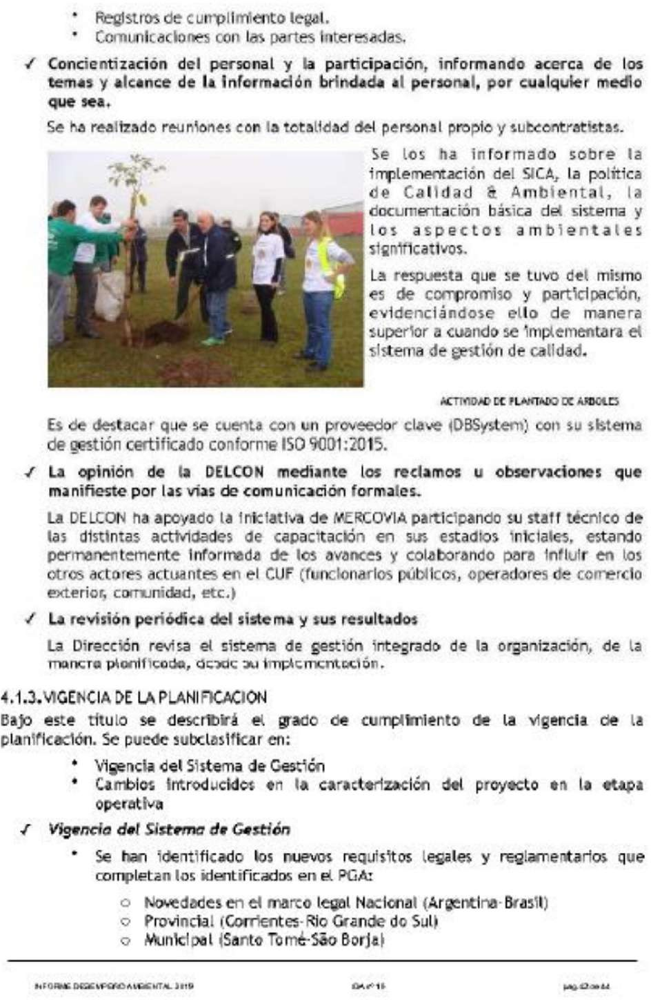 • Registros de cumplimiento legal.
• Comunicaciones con las partes interesadas.
✓ Concientización del personal y la participación, informando acerca de los
temas y alcance de la información brindada al personal, por cualquier medio
que sea.
Se ha realizado reuniones con la totalidad del personal propio y subcontratistas.
Se los ha informado sobre la
implementación del SICA, la política
de Calidad & Ambiental, la
documentación básica del sistema y
los aspectos ambientales
significativos.
La respuesta que se tuvo del mismo
es de compromiso y participación,
evidenciándose ello de manera
superior a cuando se implementara el
sistema de gestión de calidad.
ACTIVIDAD DE PLANTADO DE ARBOLES
Es de destacar que se cuenta con un proveedor clave (DBSystem) con su sistema
de gestión certificado conforme ISO 9001:2015.
✓ La opinión de la DELCON mediante los reclamos u observaciones que
manifieste por las vías de comunicación formales.
La DELCON ha apoyado la iniciativa de MERCOVIA participando su staff técnico de
las distintas actividades de capacitación en sus estadios iniciales, estando
permanentemente informada de los avances y colaborando para influir en los
otros actores actuantes en el CUF (funcionarios públicos, operadores de comercio
exterior, comunidad, etc.)
✓ La revisión periódica del sistema y sus resultados
La Dirección revisa el sistema de gestión integrado de la organización, de la
manera planificada, desde su implementación.
4.1.3. VIGENCIA DE LA PLANIFICACION
Bajo este título se describirá el grado de cumplimiento de la vigencia de la
planificación. Se puede subclasificar en:
• Vigencia del Sistema de Gestión
• Cambios introducidos en la caracterización del proyecto en la etapa
operativa
✓ Vigencia del Sistema de Gestión
• Se han identificado los nuevos requisitos legales y reglamentarios que
completan los identificados en el PGA:
○ Novedades en el marco legal Nacional (Argentina-Brasil)
○ Provincial (Corrientes-Rio Grande do Sul)
○ Municipal (Santo Tomé-São Borja)
INFORME DESEMPEÑO AMBIENTAL 2019
pag.